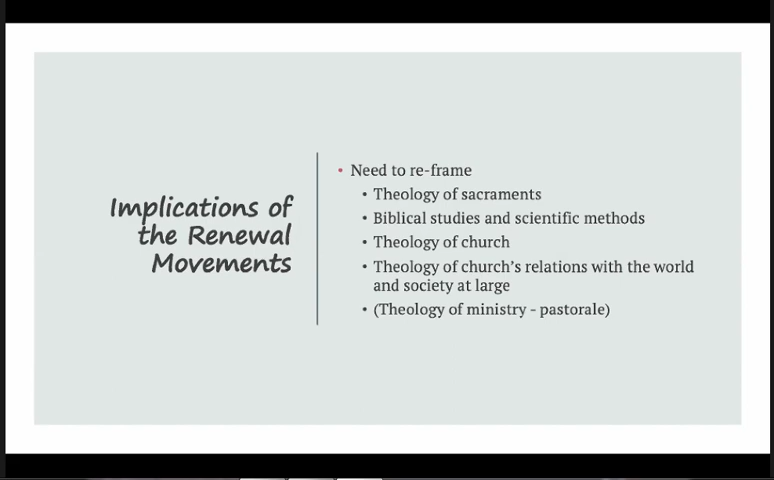 Implications of
the Renewal
Movements
• Need to re-frame
• Theology of sacraments
• Biblical studies and scientific methods
• Theology of church
• Theology of church's relations with the world
and society at large
• (Theology of ministry - pastorale)